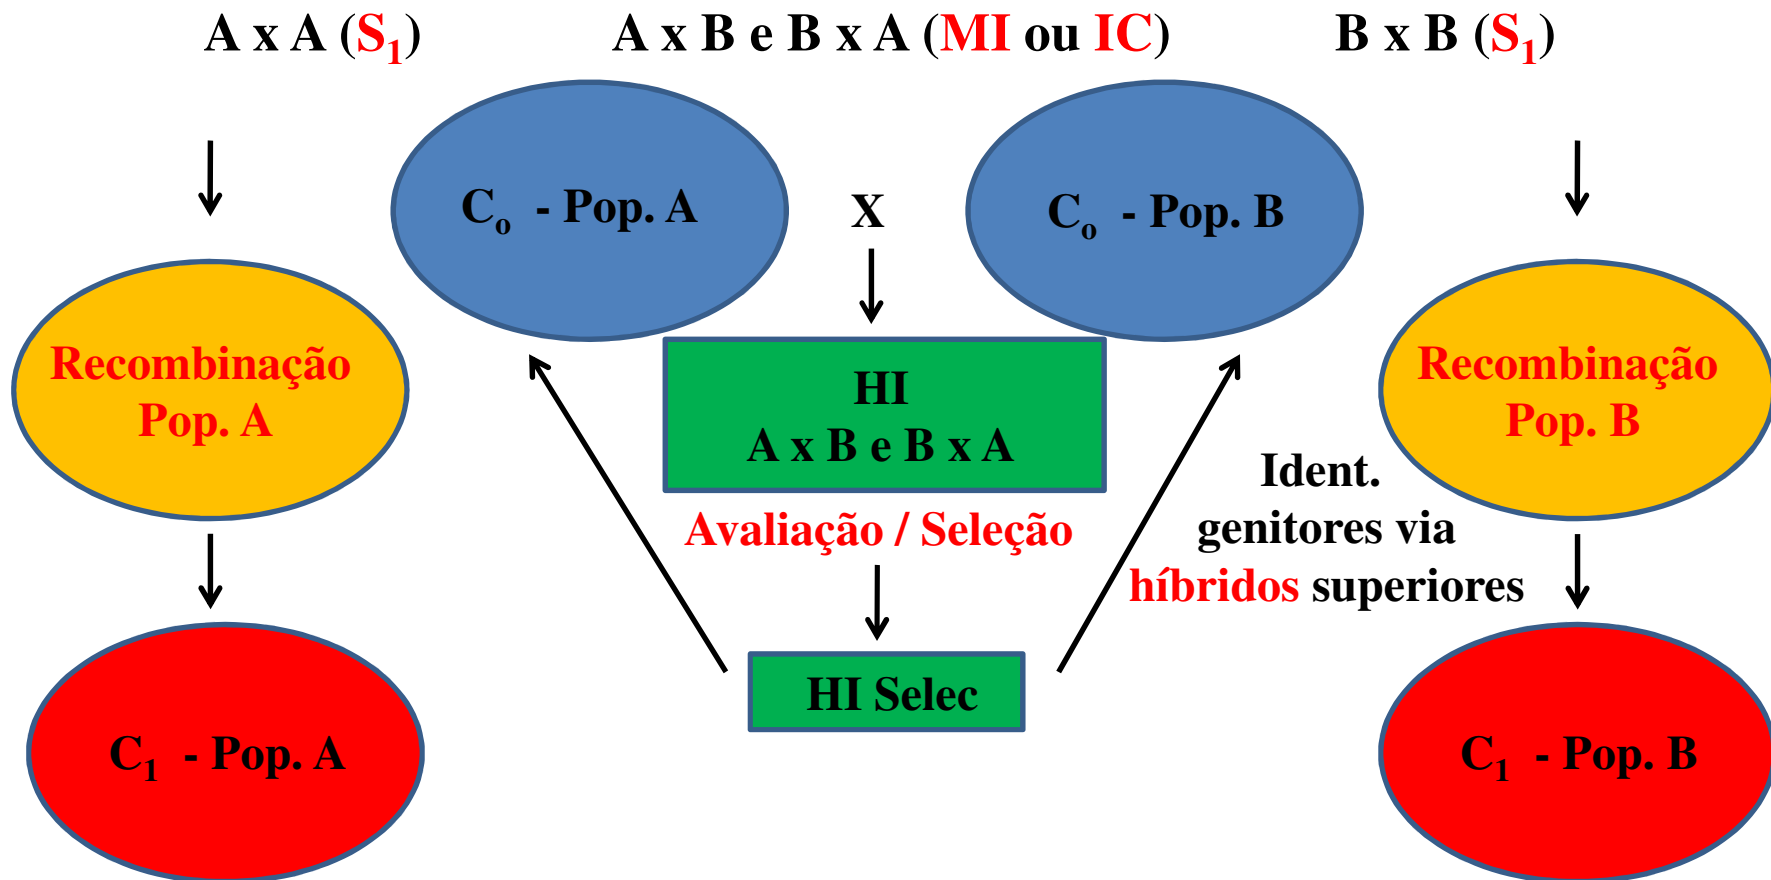 A x A (S₁)
A x B e B x A (MI ou IC)
B x B (S₁)
Cₒ - Pop. A
X
Cₒ - Pop. B
Recombinação
Pop. A
HI
A x B e B x A
Recombinação
Pop. B
Avaliação / Seleção
Ident.
genitores via
híbridos superiores
HI Selec
C₁ - Pop. A
C₁ - Pop. B